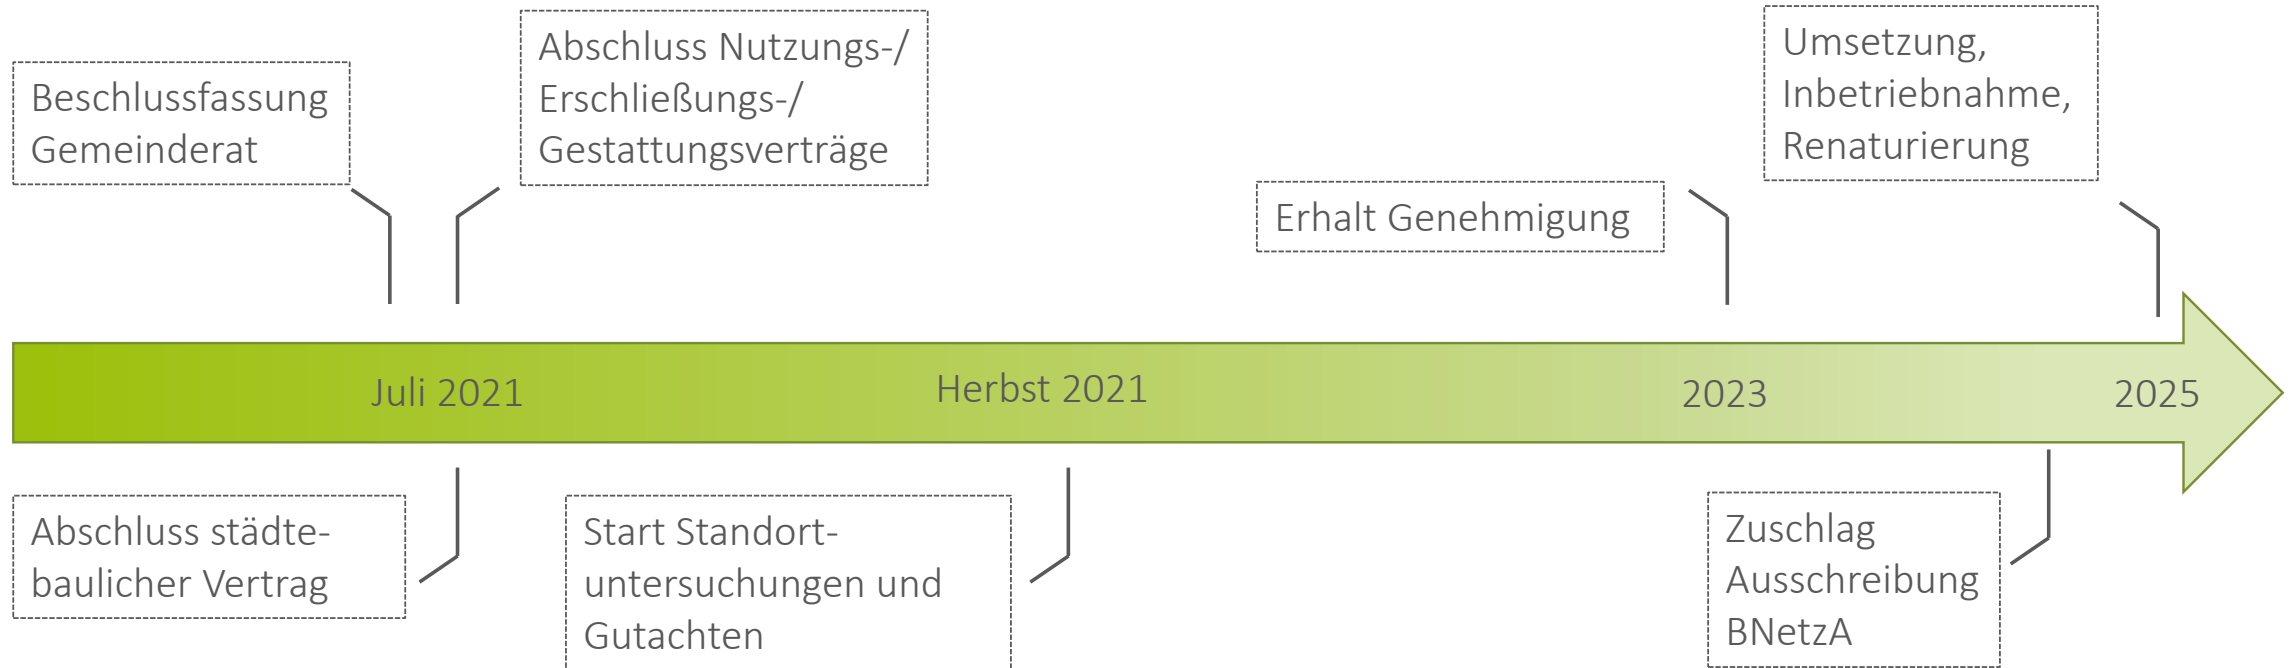 Beschlussfassung
Gemeinderat
Abschluss Nutzungs-/
Erschließungs-/
Gestattungsverträge
Erhalt Genehmigung
Umsetzung,
Inbetriebnahme,
Renaturierung
Juli 2021
Herbst 2021
2023
2025
Abschluss städte-
baulicher Vertrag
Start Standort-
untersuchungen und
Gutachten
Zuschlag
Ausschreibung
BNetzA